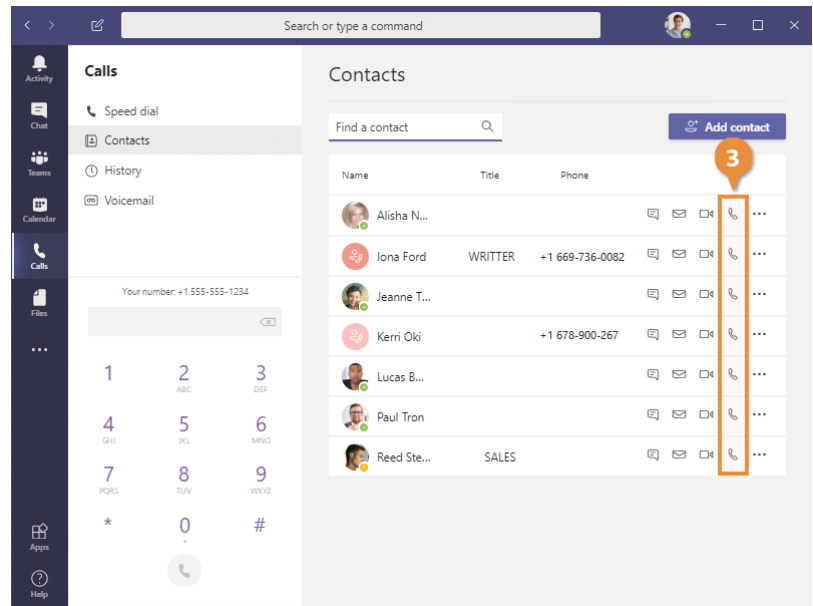 Search or type a command
Activity
Chat
Teams
Calendar
Calls
Files
Apps
Help
Calls
Speed dial
Contacts
History
Voicemail
Your number: +1 555-555-1234
1 2 3
ABC DEF
4 5 6
GHI JKL MNO
7 8 9
PQRS TUV WXYZ
* 0 #
Contacts
Find a contact
Add contact
3
Name Title Phone
Alisha N...
Iona Ford WRITTER +1 669-736-0082
Jeanne T...
Kerri Oki +1 678-900-267
Lucas B...
Paul Tron
Reed Ste... SALES